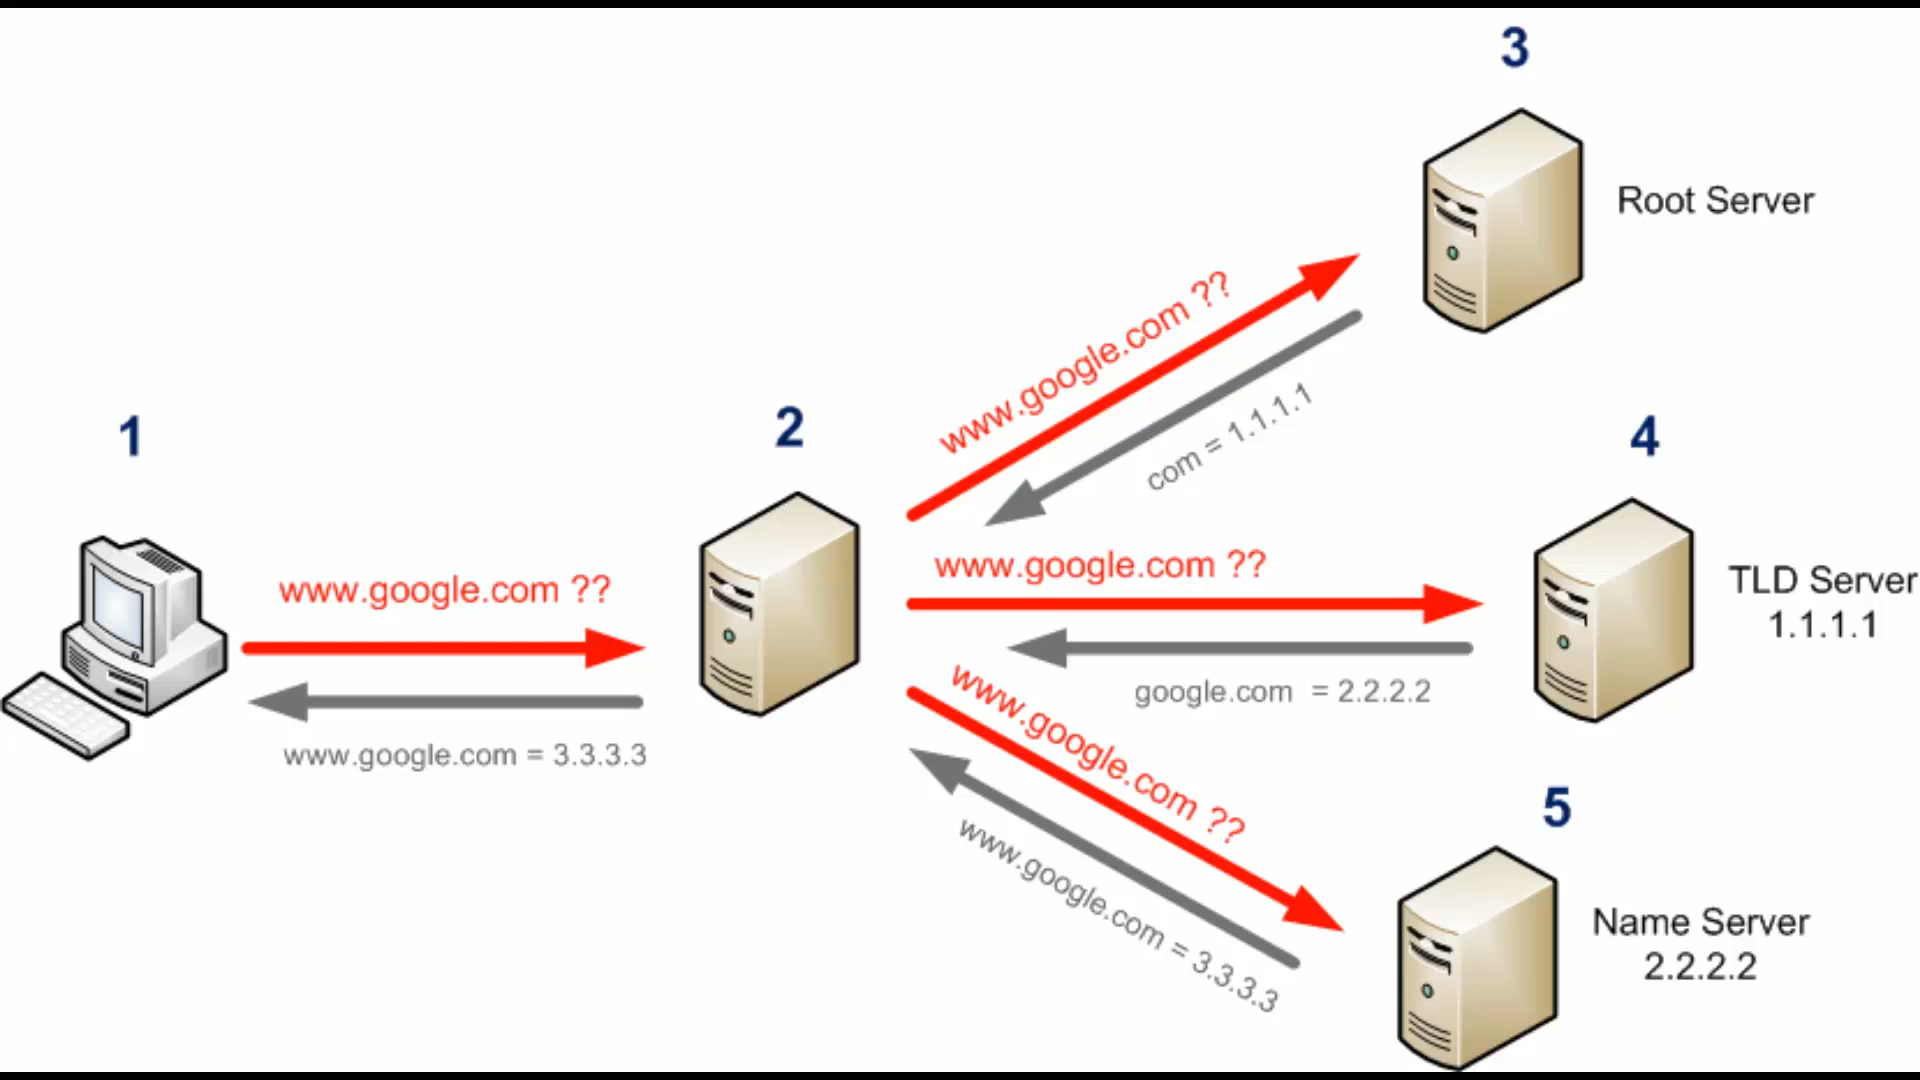 3
Root Server
www.google.com ??
com = 1.1.1.1
1
2
4
www.google.com ??
www.google.com ??
TLD Server
1.1.1.1
google.com = 2.2.2.2
www.google.com = 3.3.3.3
www.google.com ??
5
www.google.com = 3.3.3.3
Name Server
2.2.2.2